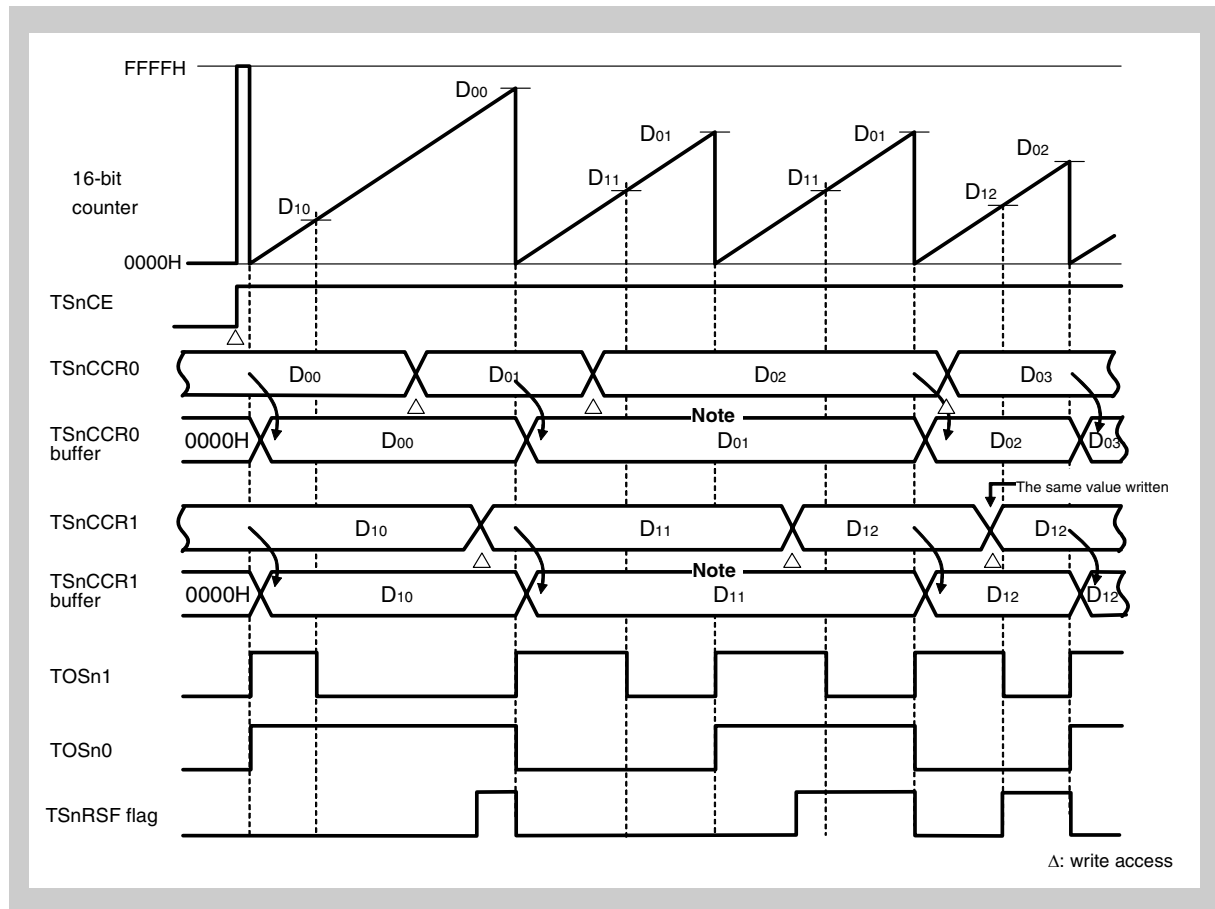 FFFFH
D00
D01
D01
D02
16-bit
counter
D10
D11
D11
D12
0000H
TSnCE
TSnCCR0
D00
D01
D02
D03
Note
TSnCCR0
buffer
0000H
D00
D01
D02
D03
The same value written
TSnCCR1
D10
D11
D12
D12
Note
TSnCCR1
buffer
0000H
D10
D11
D12
D12
TOSn1
TOSn0
TSnRSF flag
Δ: write access